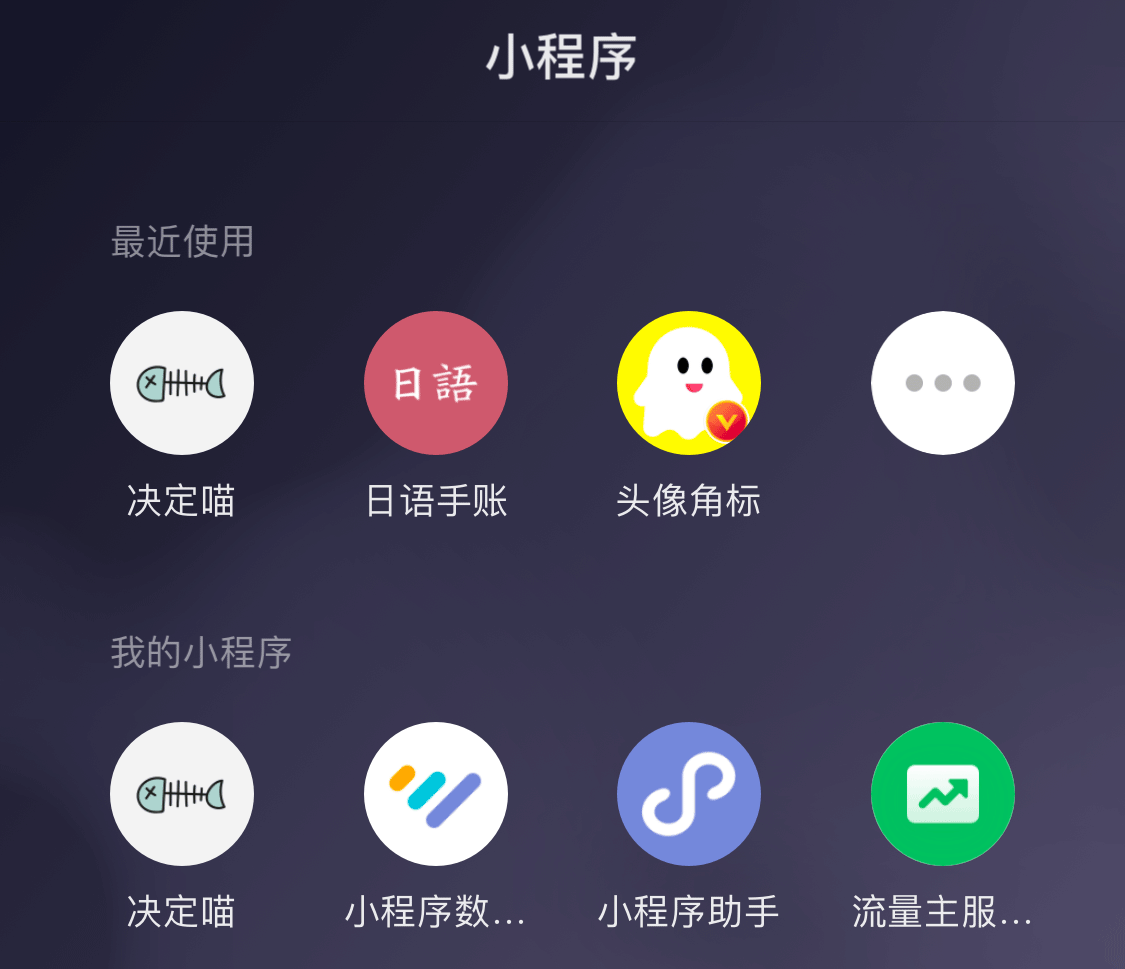 小程序
最近使用
日語
决定喵 日语手账 头像角标
我的小程序
决定喵 小程序数... 小程序助手 流量主服...